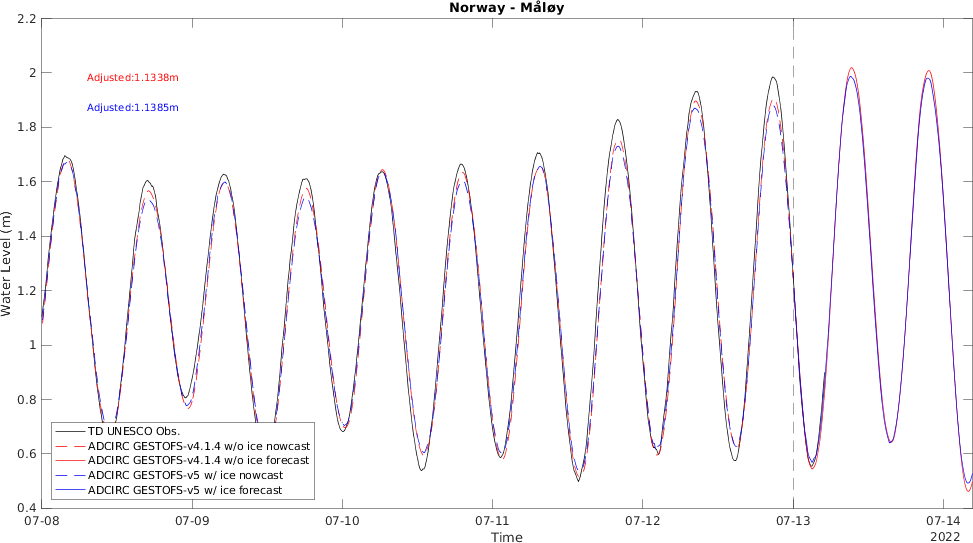 Norway - Måløy
2.2
2
1.8
1.6
1.4
1.2
1
0.8
0.6
0.4
Water Level (m)
Adjusted:1.1338m
Adjusted:1.1385m
TD UNESCO Obs.
ADCIRC GESTOFS-v4.1.4 w/o ice nowcast
ADCIRC GESTOFS-v4.1.4 w/o ice forecast
ADCIRC GESTOFS-v5 w/ ice nowcast
ADCIRC GESTOFS-v5 w/ ice forecast
07-08 07-09 07-10 07-11 07-12 07-13 07-14
Time 2022